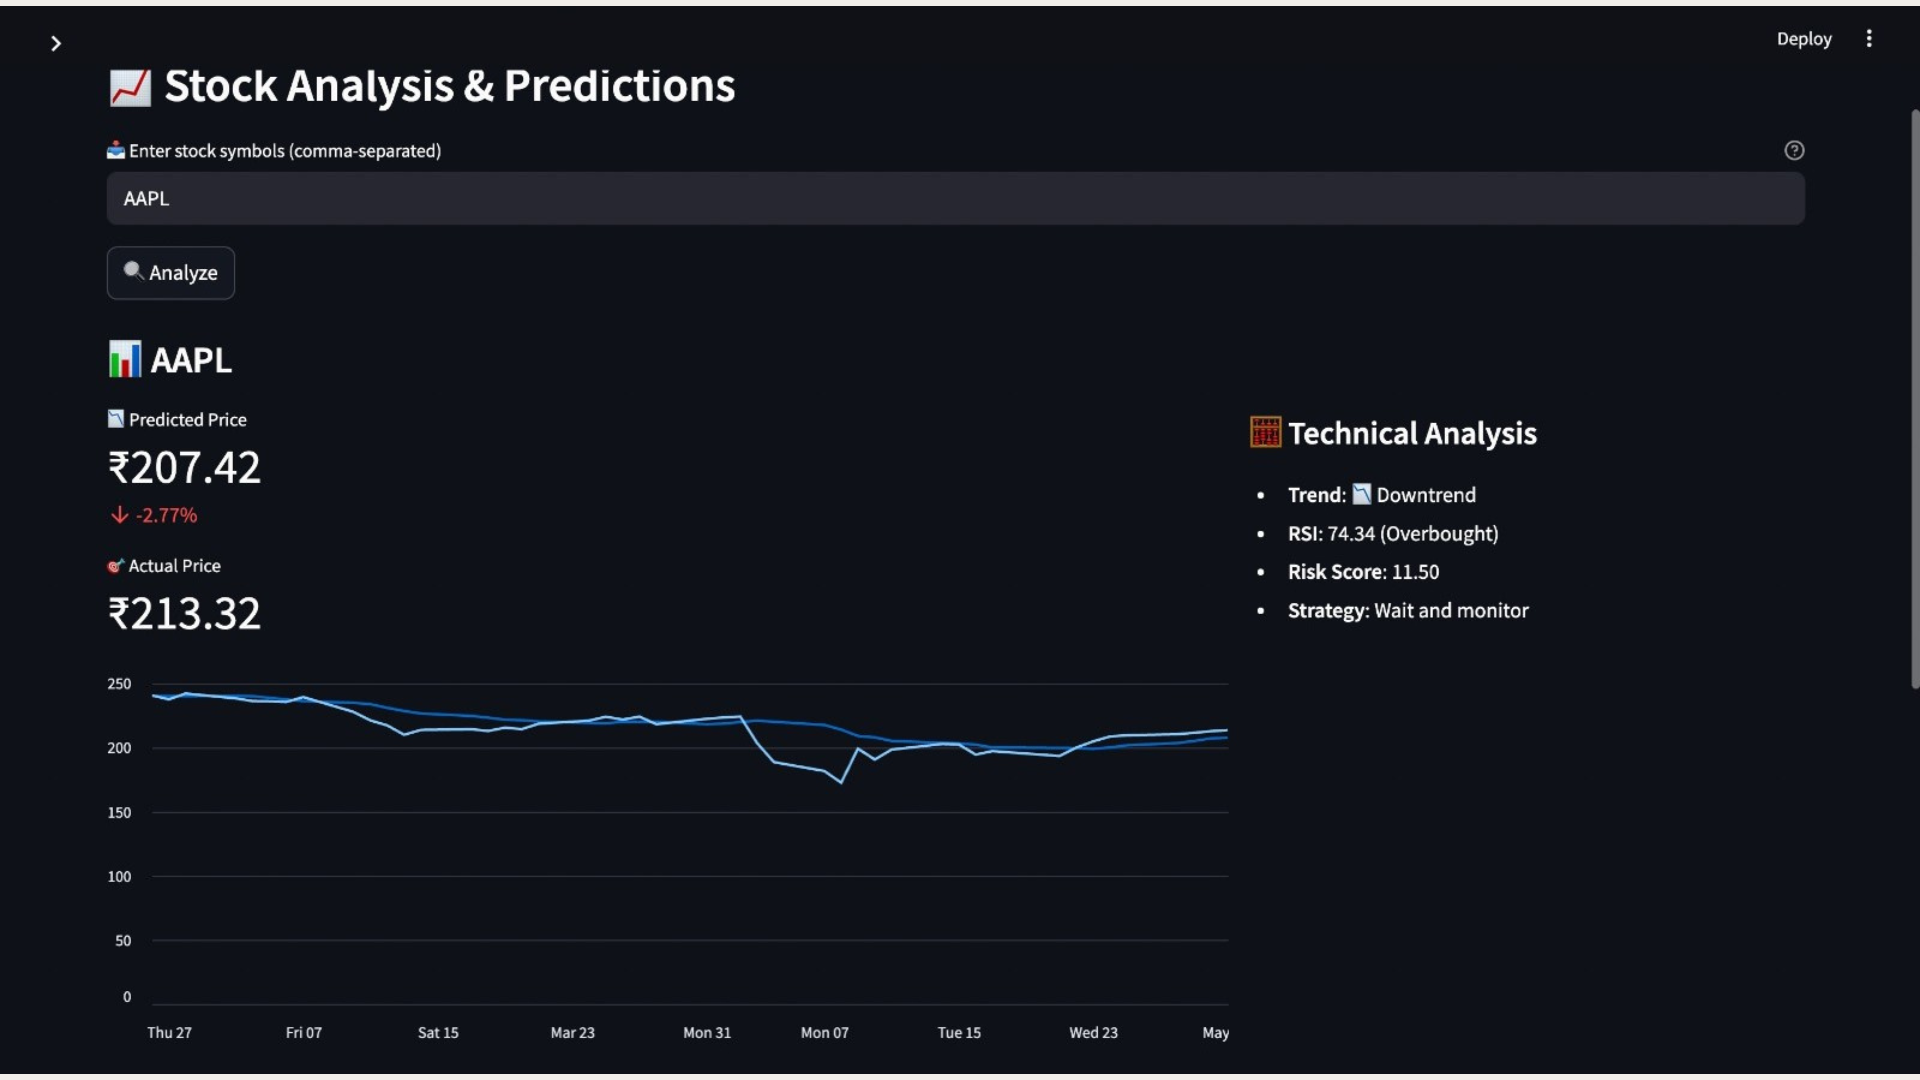 Deploy
Stock Analysis & Predictions
Enter stock symbols (comma-separated)
AAPL
Analyze
AAPL
Predicted Price
₹207.42
-2.77%
Actual Price
₹213.32
Technical Analysis
Trend: Downtrend
RSI: 74.34 (Overbought)
Risk Score: 11.50
Strategy: Wait and monitor
250
200
150
100
50
0
Thu 27 Fri 07 Sat 15 Mar 23 Mon 31 Mon 07 Tue 15 Wed 23 May